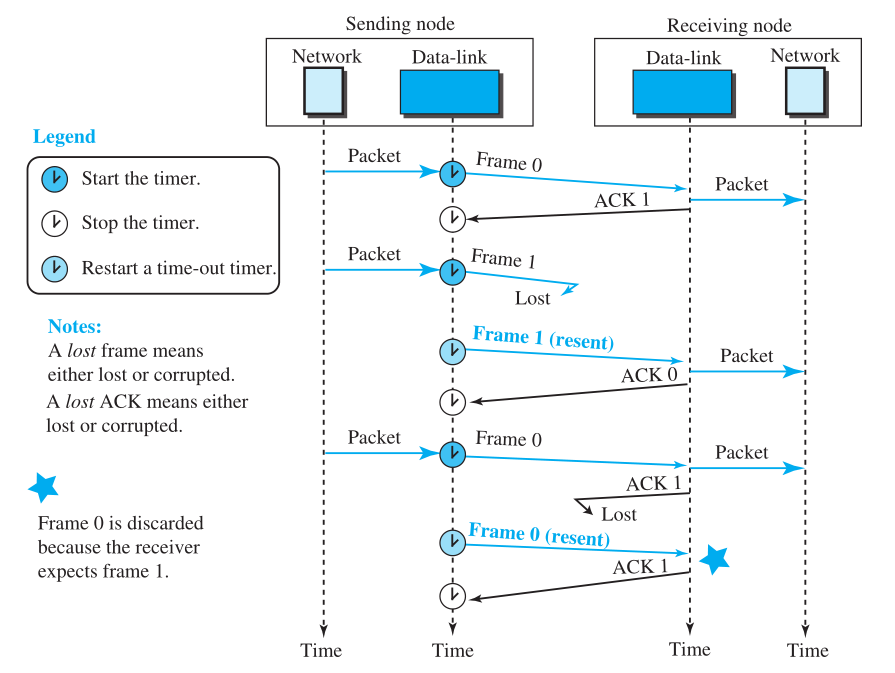 Sending node
Receiving node
Network
Data-link
Data-link
Network
Legend
Start the timer.
Stop the timer.
Restart a time-out timer.
Notes:
A lost frame means
either lost or corrupted.
A lost ACK means either
lost or corrupted.
Frame 0 is discarded
because the receiver
expects frame 1.
Packet
Frame 0
Packet
ACK 1
Packet
Frame 1
Lost
Frame 1 (resent)
Packet
ACK 0
Packet
Frame 0
Packet
ACK 1
Lost
Frame 0 (resent)
ACK 1
Time
Time
Time
Time